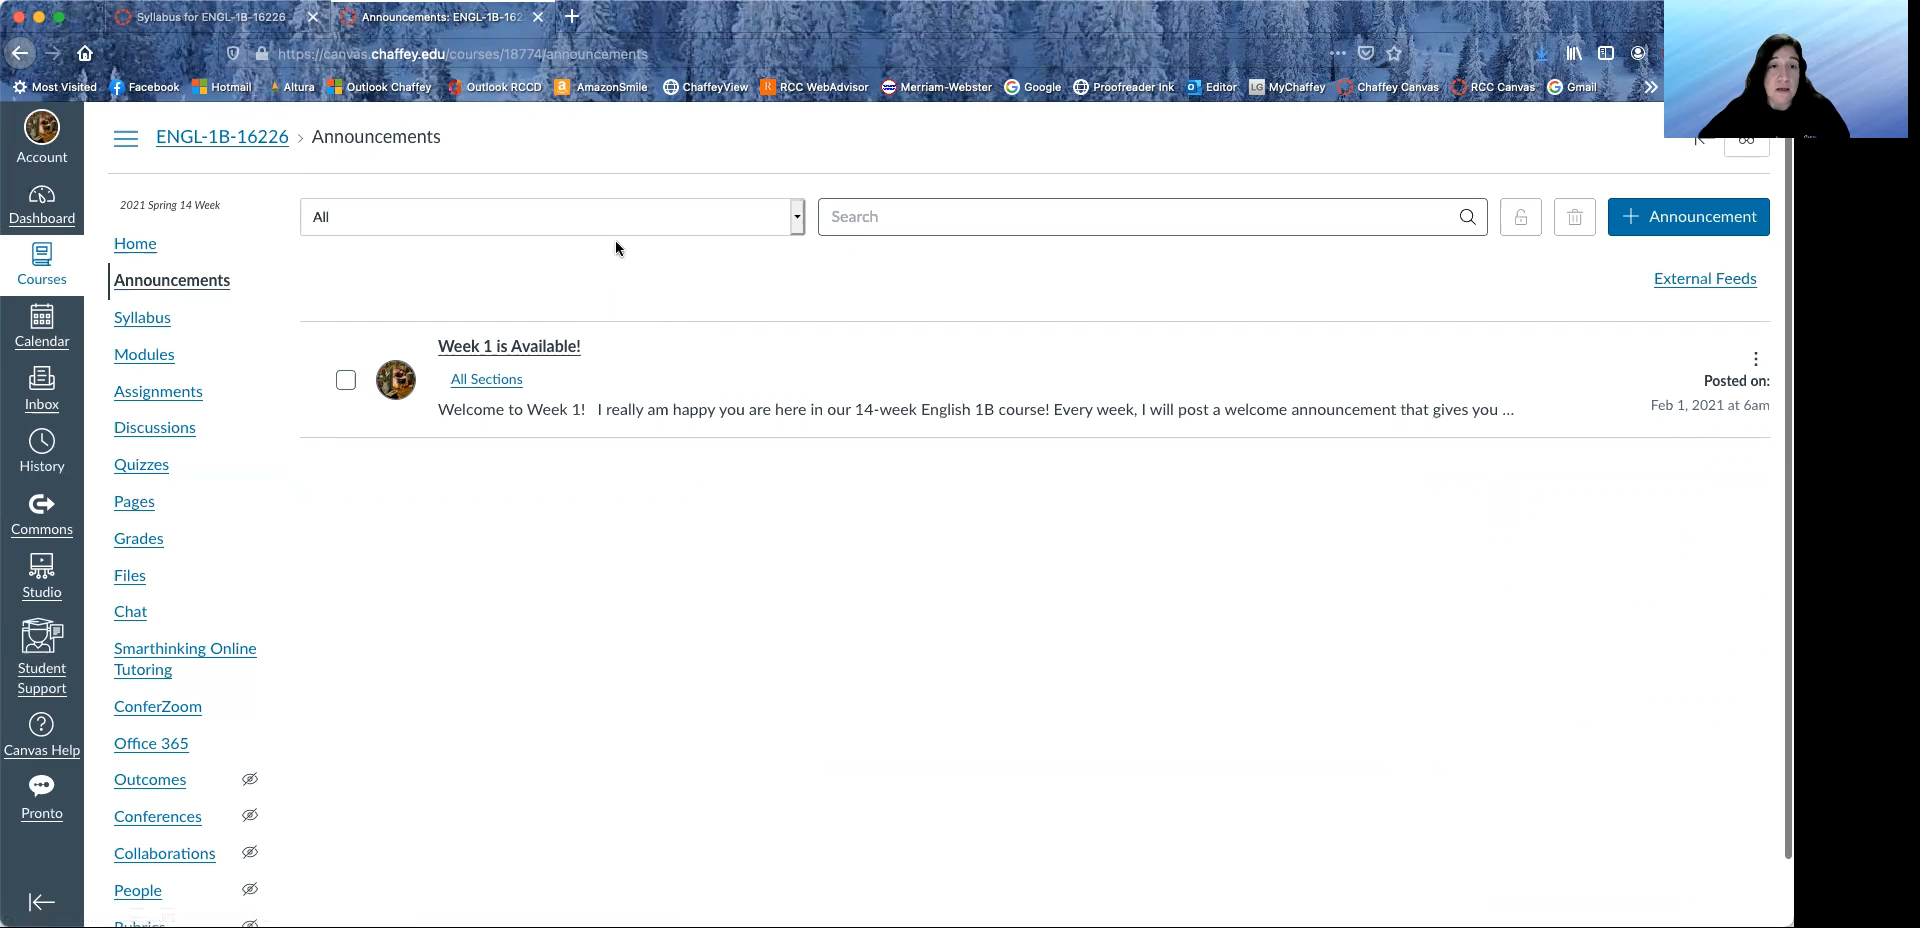 Syllabus for ENGL-1B-16226
Announcements: ENGL-1B-162
https://canvas.chaffey.edu/courses/18774/announcements
Most Visited Facebook Hotmail Altura Outlook Chaffey Outlook RCCD AmazonSmile ChaffeyView RCC WebAdvisor Merriam-Webster Google Proofreader Ink Editor MyChaffey Chaffey Canvas RCC Canvas Gmail
Account
Dashboard
Courses
Calendar
Inbox
History
Commons
Studio
Student
Support
Canvas Help
Pronto
ENGL-1B-16226 › Announcements
2021 Spring 14 Week
Home
Announcements
Syllabus
Modules
Assignments
Discussions
Quizzes
Pages
Grades
Files
Chat
Smarthinking Online
Tutoring
ConferZoom
Office 365
Outcomes
Conferences
Collaborations
People
Rubrics
All
Search
+ Announcement
External Feeds
Week 1 is Available!
All Sections
Welcome to Week 1! I really am happy you are here in our 14-week English 1B course! Every week, I will post a welcome announcement that gives you ...
Posted on:
Feb 1, 2021 at 6am